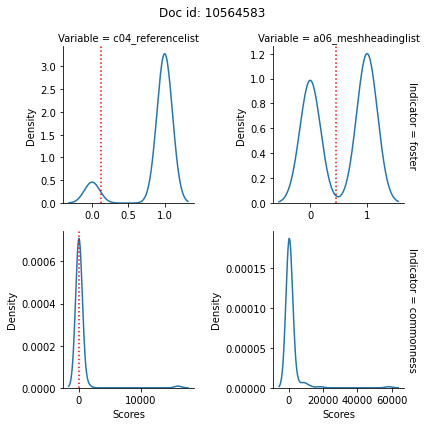 Doc id: 10564583
Variable = c04_referencelist
Variable = a06_meshheadinglist
Density
3.0
2.5
2.0
1.5
1.0
0.5
0.0
0.0 0.5 1.0
Density
1.2
1.0
0.8
0.6
0.4
0.2
0.0
0 1
Indicator = foster
Density
0.0006
0.0004
0.0002
0.0000
0 10000
Scores
Density
0.00015
0.00010
0.00005
0.00000
0 20000 40000 60000
Scores
Indicator = commonness